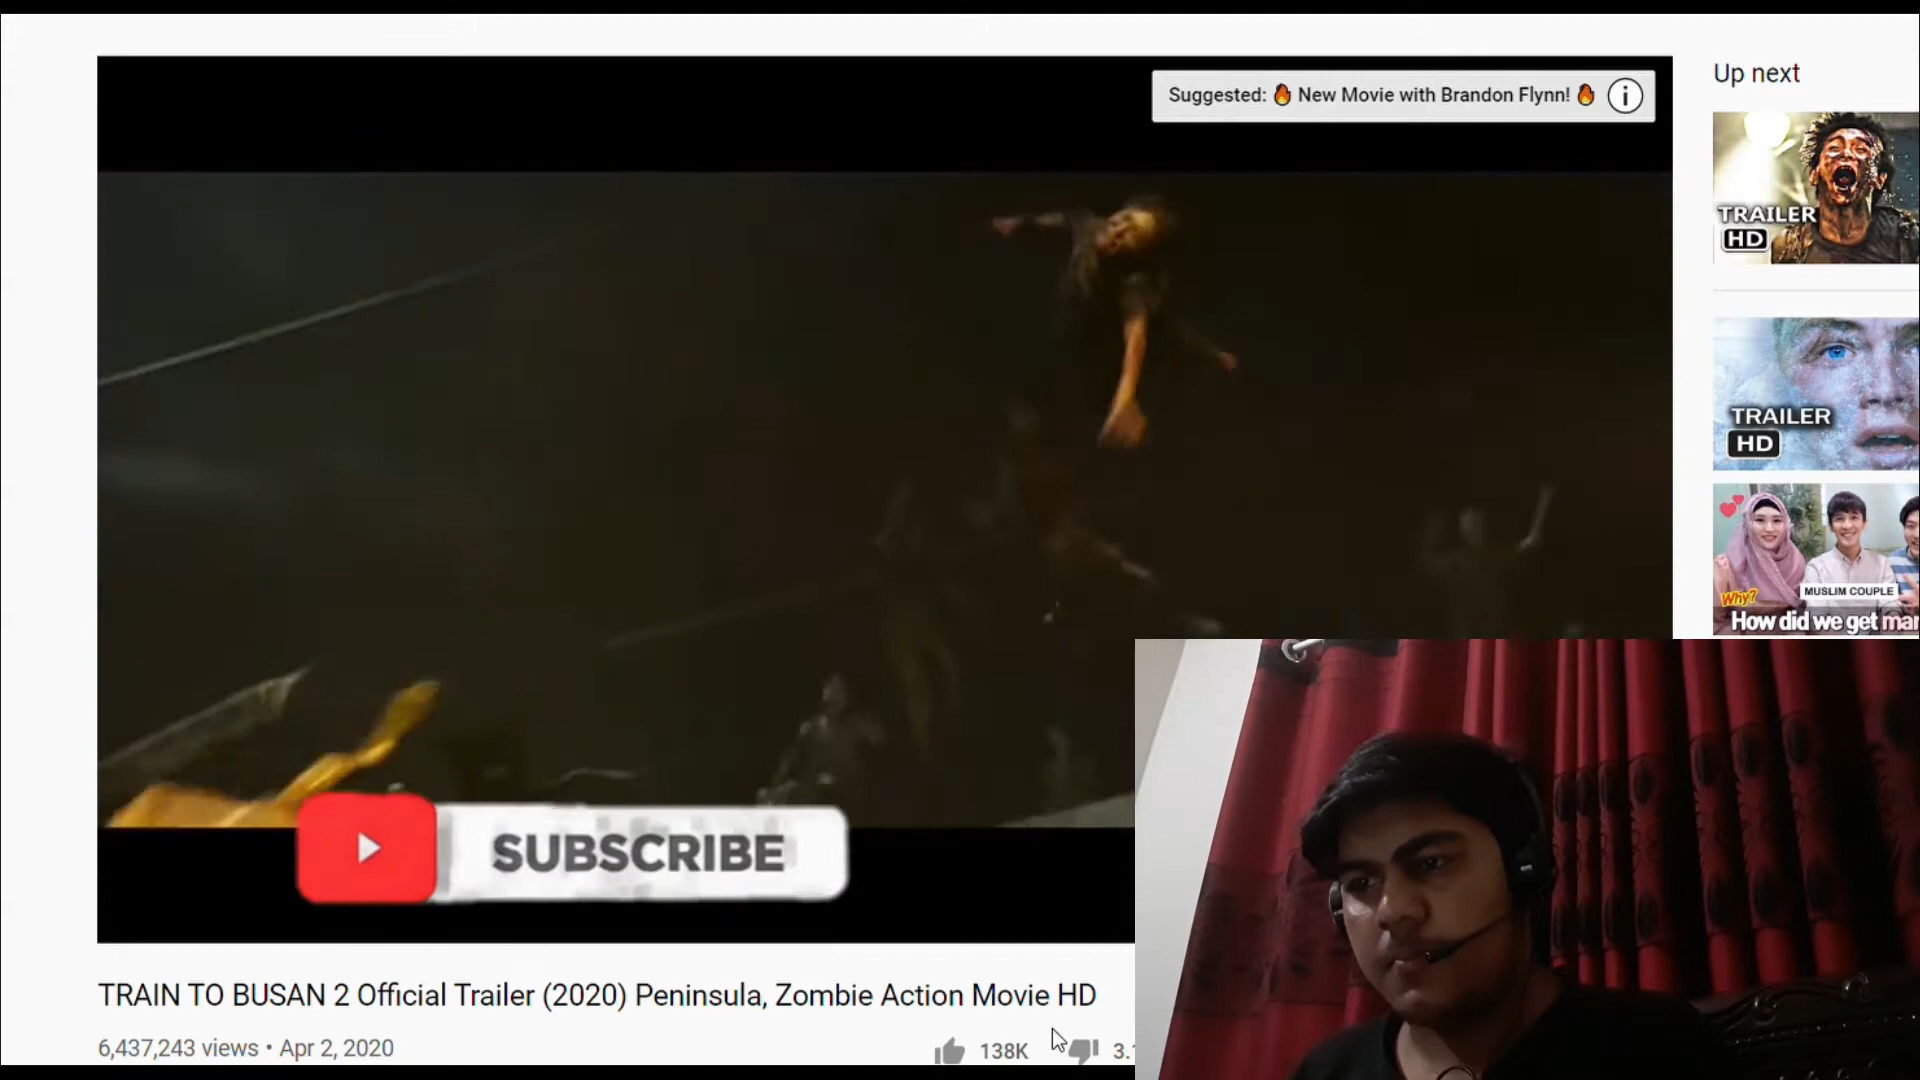 Suggested: 🔥 New Movie with Brandon Flynn! 🔥
Up next
TRAILER
HD
TRAILER
HD
Why?
MUSLIM COUPLE
How did we get mar
SUBSCRIBE
TRAIN TO BUSAN 2 Official Trailer (2020) Peninsula, Zombie Action Movie HD
6,437,243 views • Apr 2, 2020
138K
3.